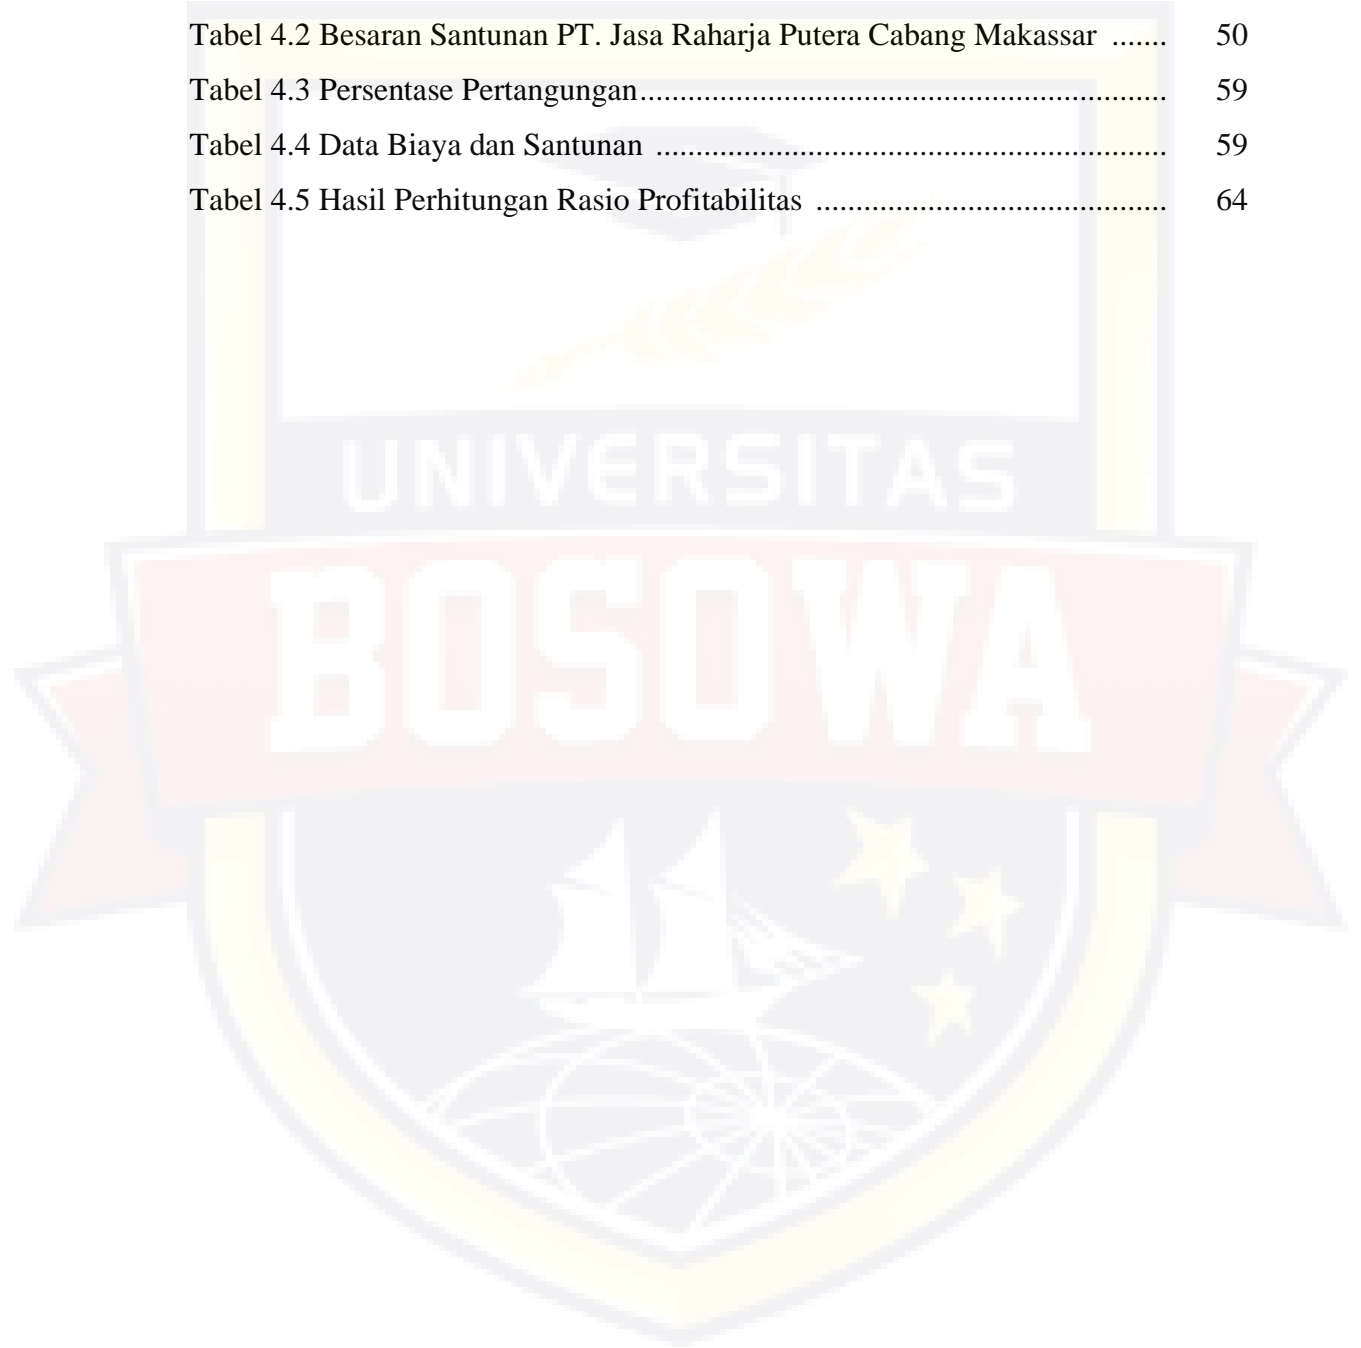 Tabel 4.2 Besaran Santunan PT. Jasa Raharja Putera Cabang Makassar ....... 50
Tabel 4.3 Persentase Pertangungan.................................................................. 59
Tabel 4.4 Data Biaya dan Santunan ................................................................ 59
Tabel 4.5 Hasil Perhitungan Rasio Profitabilitas ............................................ 64
UNIVERSITAS
BOSOWA